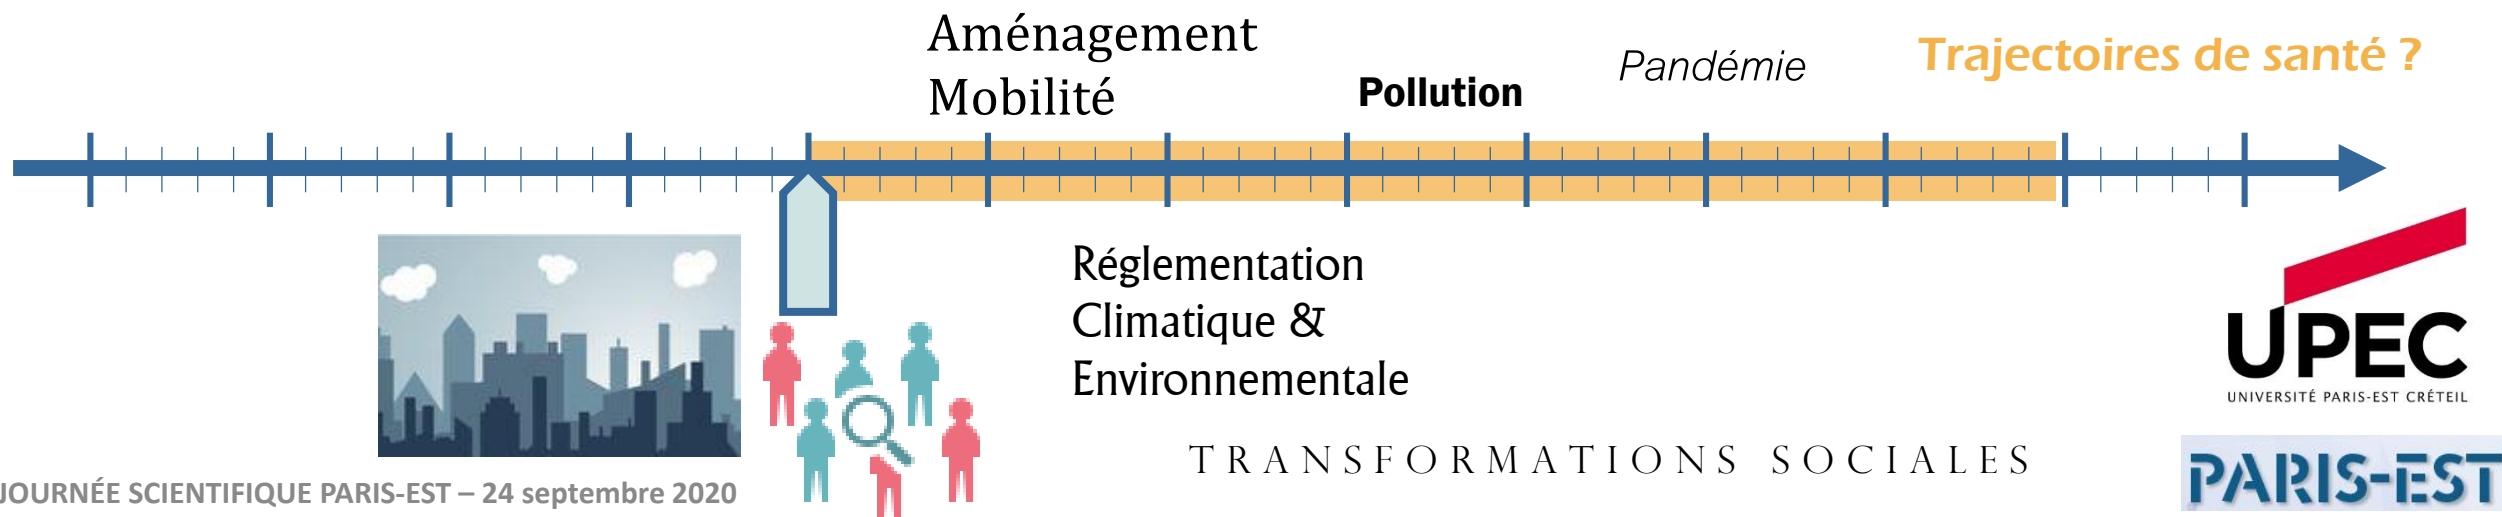 Aménagement
Mobilité
Pollution
Pandémie
Trajectoires de santé ?
Réglementation
Climatique &
Environnementale
TRANSFORMATIONS SOCIALES
UPEC
UNIVERSITÉ PARIS-EST CRÉTEIL
JOURNÉE SCIENTIFIQUE PARIS-EST – 24 septembre 2020
PARIS-EST